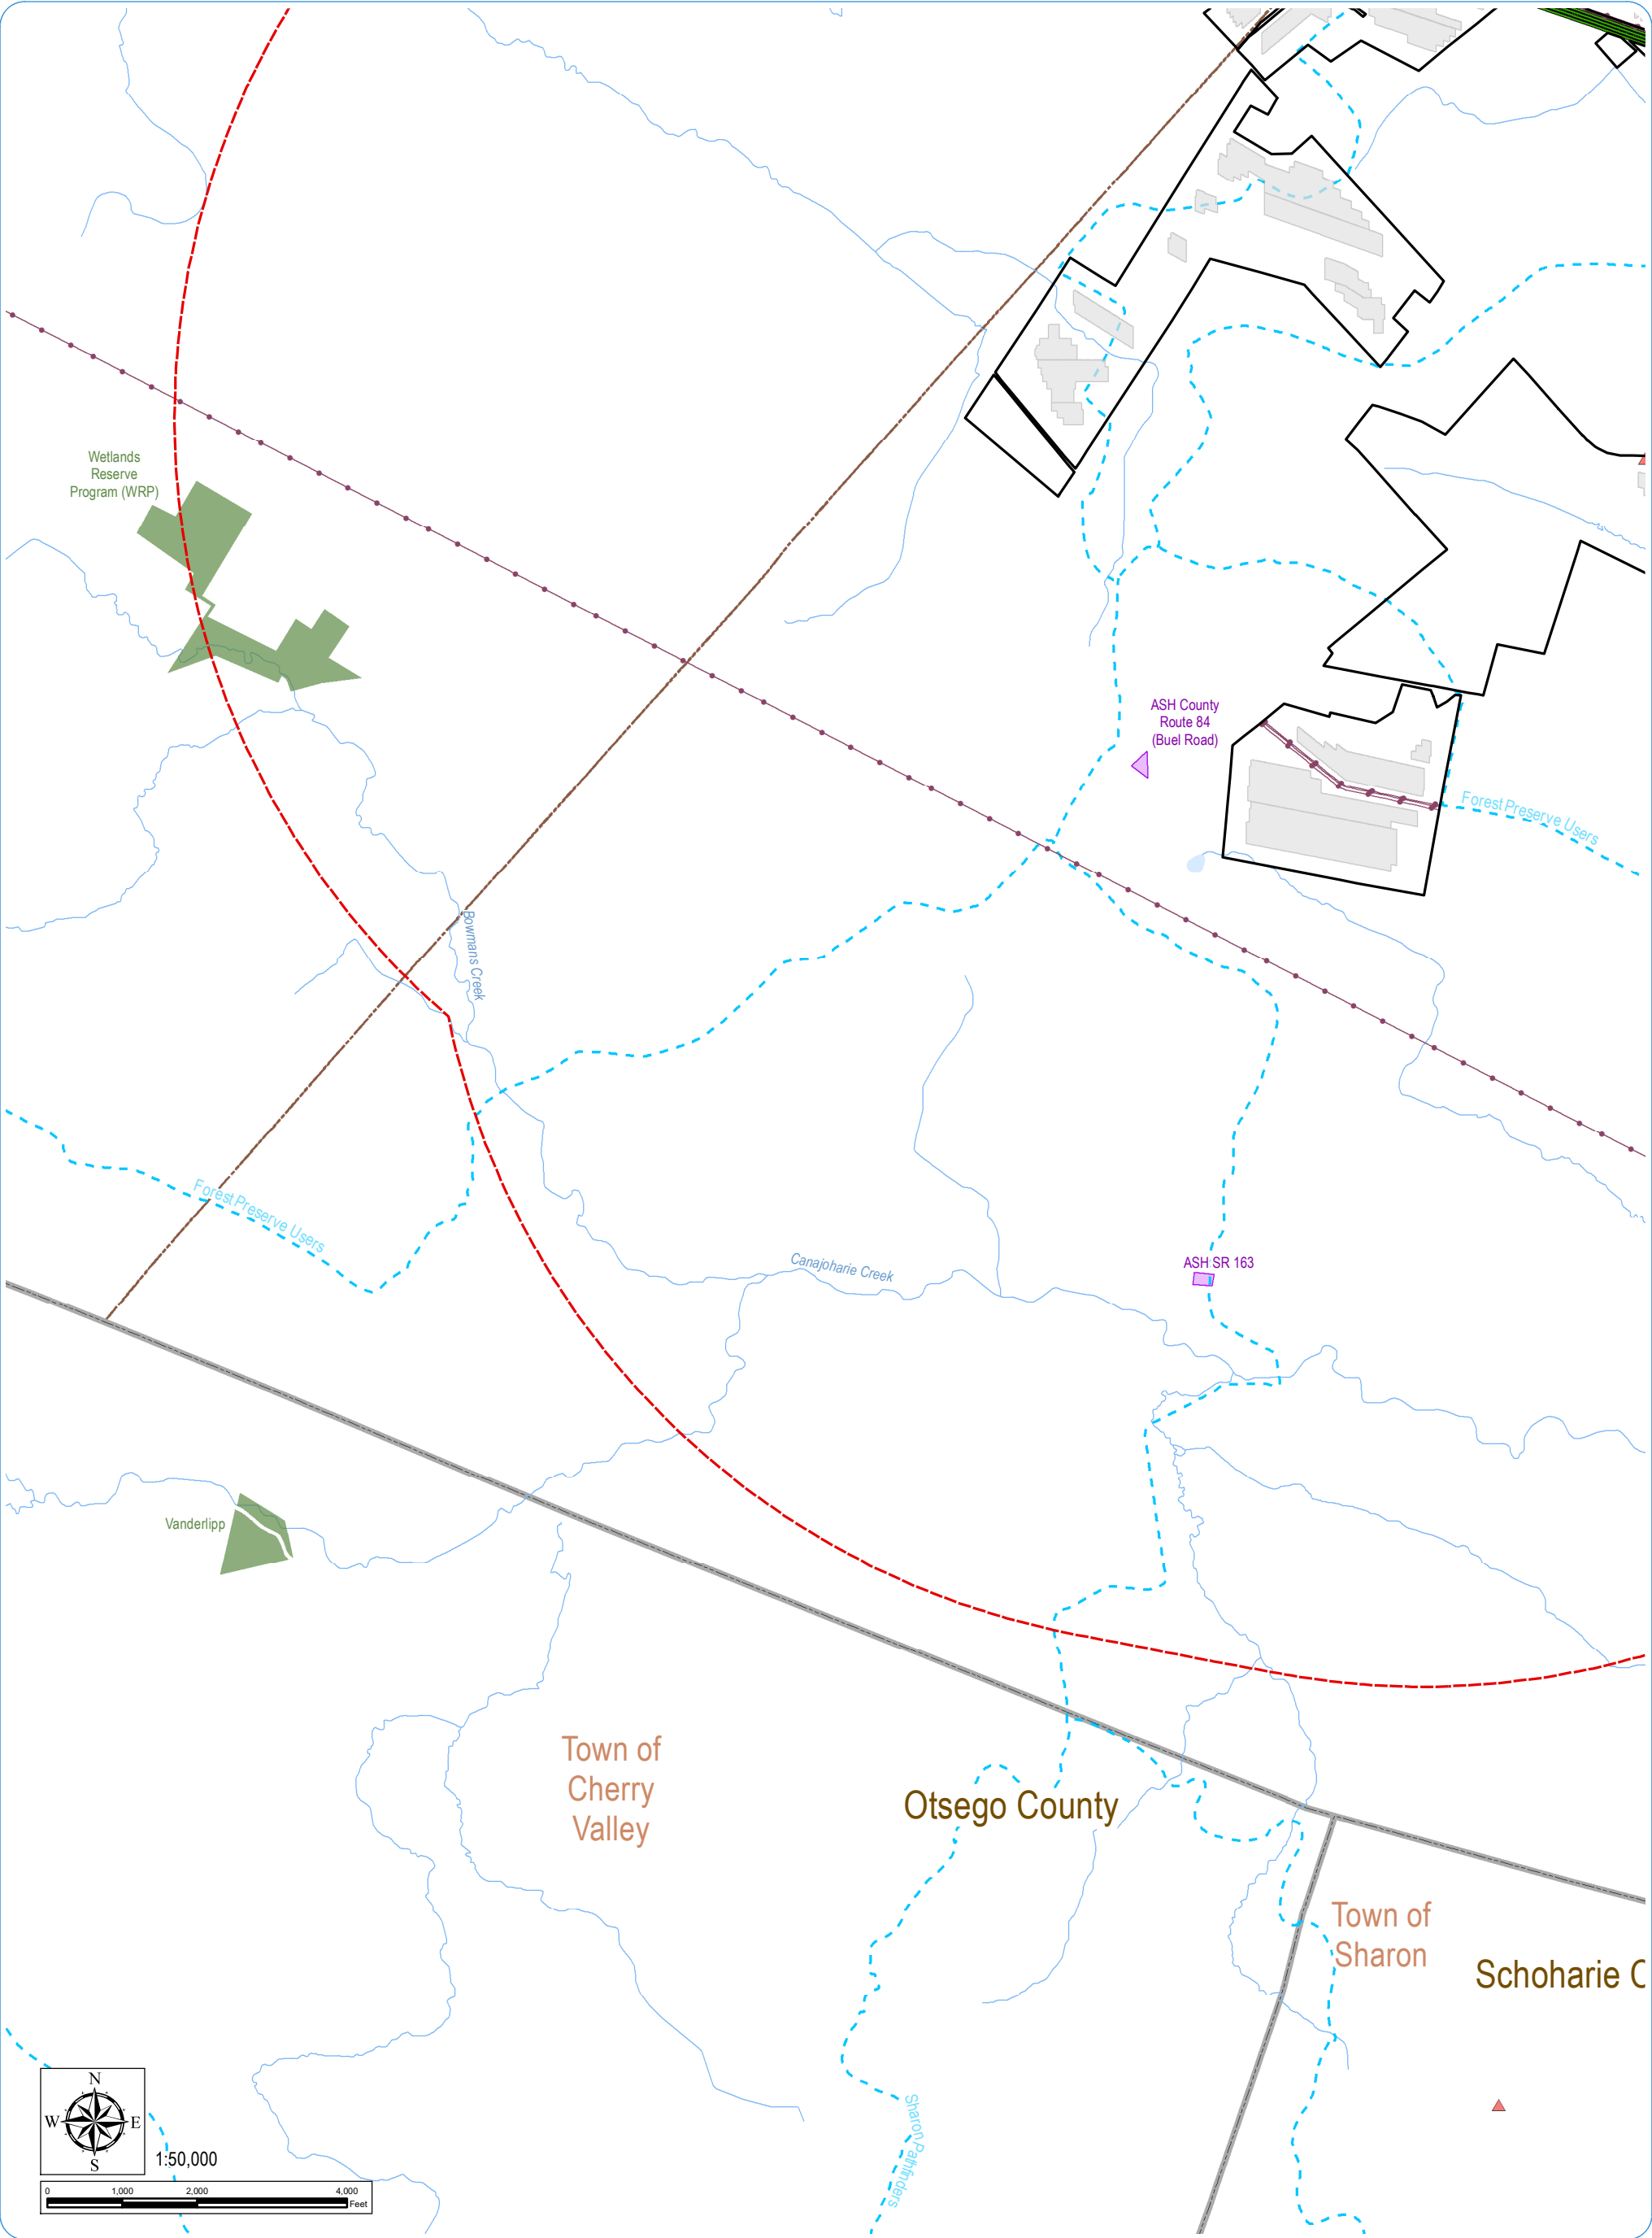 Wetlands
Reserve
Program (WRP)
ASH County
Route 84
(Buel Road)
Forest Preserve Users
Bowmans Creek
Forest Preserve Users
Canajoharie Creek
ASH SR 163
Vanderlipp
Town of
Cherry
Valley
Otsego County
Town of
Sharon
Schoharie C
Sharon Pathfinders
N
W E
S
1:50,000
0 1,000 2,000 4,000
Feet